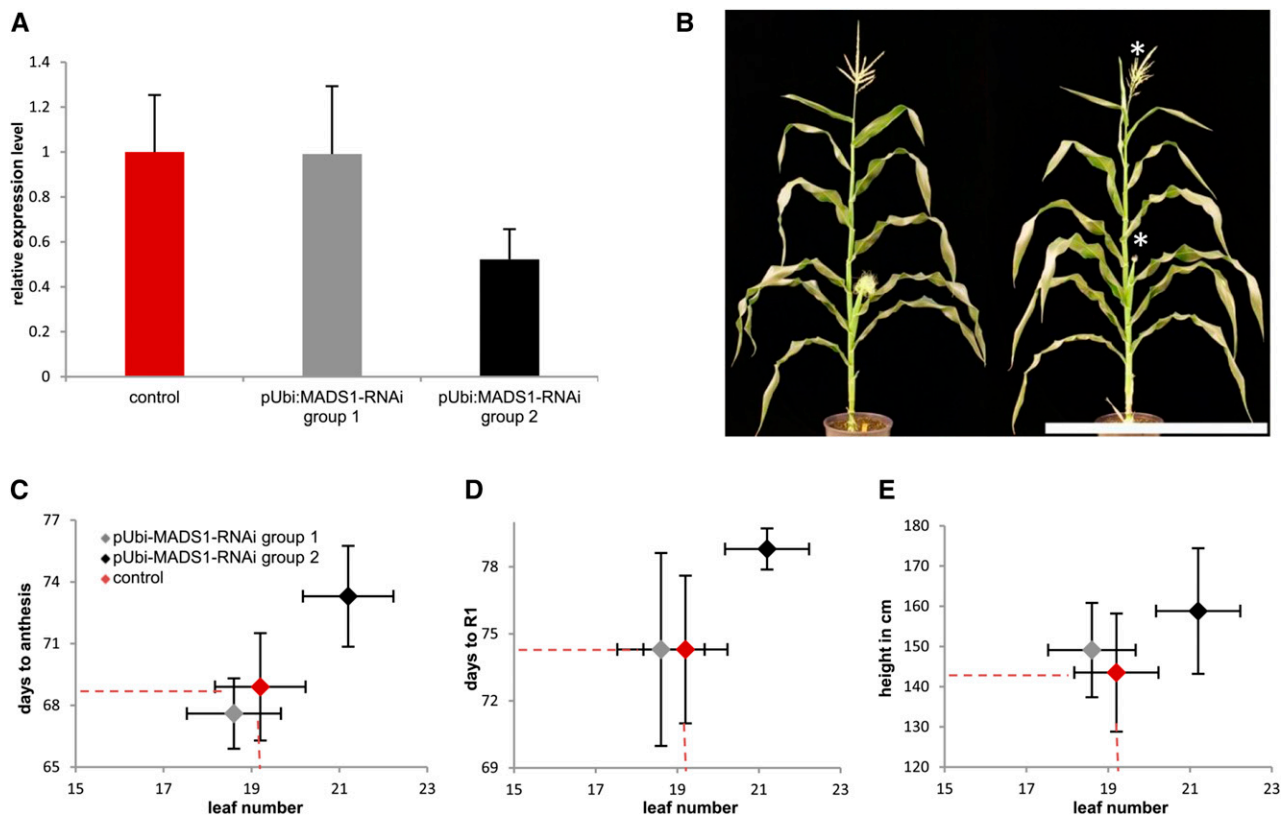 A
relative expression level
1.4
1.2
1
0.8
0.6
0.4
0.2
0
control
pUbi:MADS1-RNAi
group 1
pUbi:MADS1-RNAi
group 2
B
*
*
C
days to anthesis
77
74
71
68
65
pUbi-MADS1-RNAi group 1
pUbi-MADS1-RNAi group 2
control
15 17 19 21 23
leaf number
D
days to R1
78
75
72
69
15 17 19 21 23
leaf number
E
height in cm
180
170
160
150
140
130
120
15 17 19 21 23
leaf number